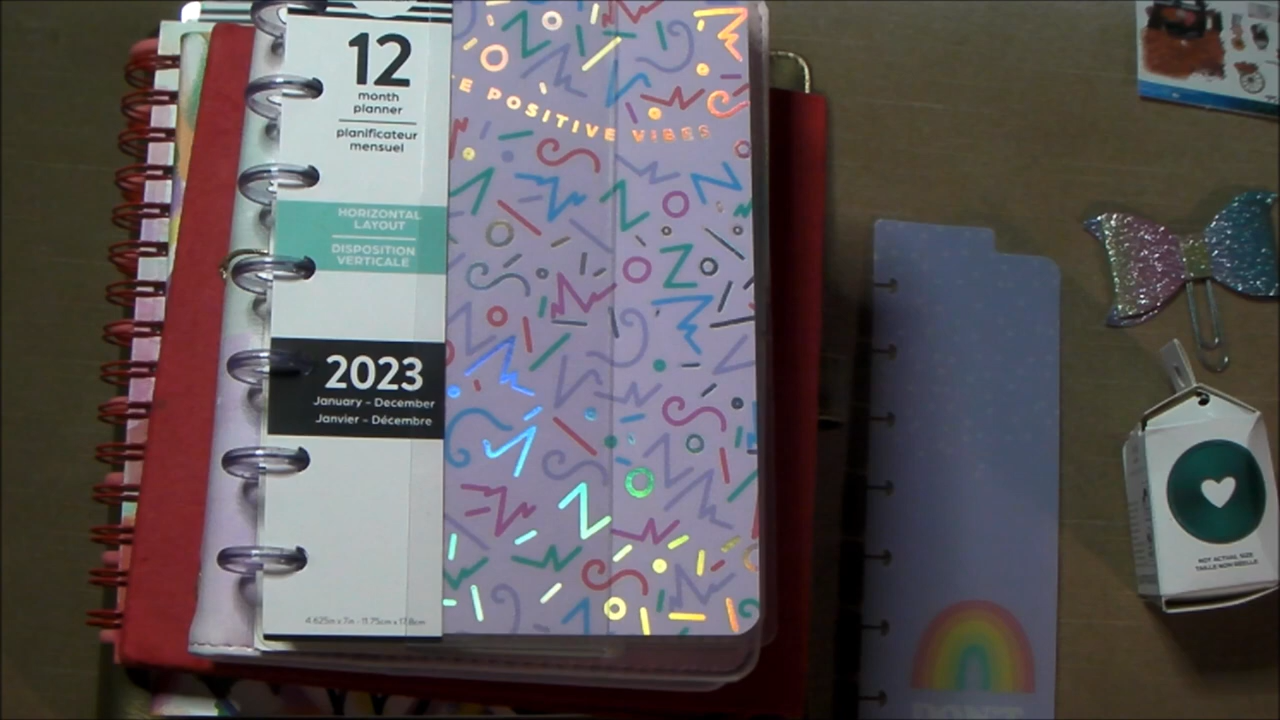 12
month
planner
planificateur
mensuel
HORIZONTAL
LAYOUT
DISPOSITION
VERTICALE
2023
January - December
Janvier - Décembre
4.625in x 7in - 11.75cm x 17.8cm
E POSITIVE VIBES
NOT ACTUAL SIZE
TAILLE NON RÉELLE